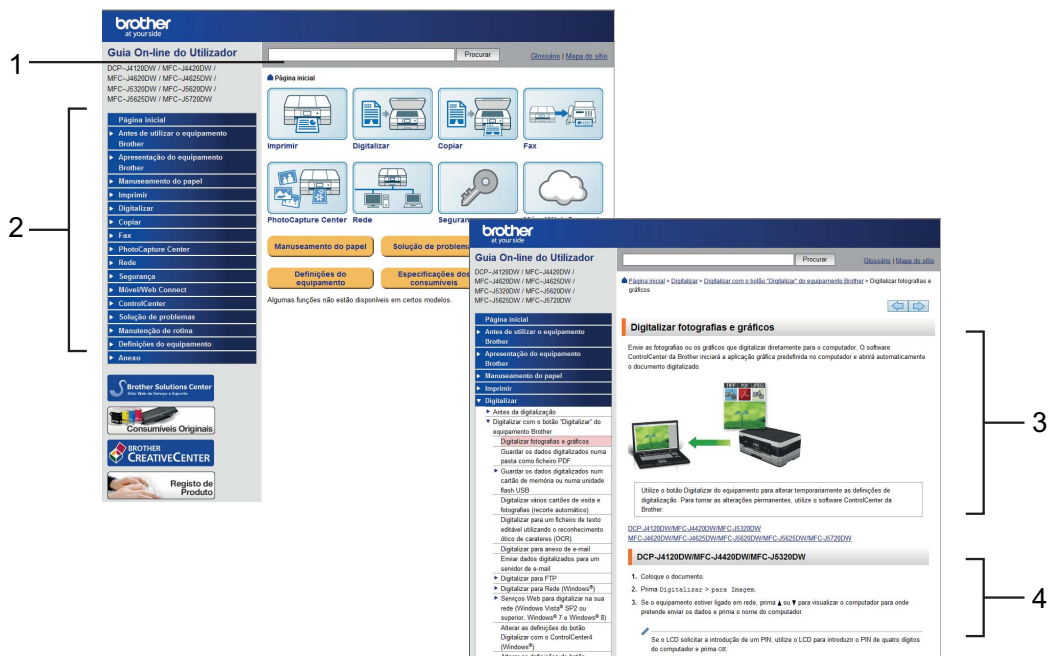 brother
at your side
Guia On-line do Utilizador
DCP-J4120DW / MFC-J4420DW /
MFC-J4620DW / MFC-J4625DW /
MFC-J5320DW / MFC-J5620DW /
MFC-J5625DW / MFC-J5720DW
Procurar
Glossário | Mapa do sítio
1
2
Página inicial
Antes de utilizar o equipamento
Brother
Apresentação do equipamento
Brother
Manuseamento do papel
Imprimir
Digitalizar
Copiar
Fax
PhotoCapture Center
Rede
Segurança
Móvel/Web Connect
ControlCenter
Solução de problemas
Manutenção de rotina
Definições do equipamento
Anexo
Brother Solutions Center
Sítio Web de Serviço e Suporte
Consumíveis Originais
BROTHER
CREATIVECENTER
Registo de
Produto
Página inicial
Imprimir
Digitalizar
Copiar
Fax
PhotoCapture Center
Rede
Seguran
Manuseamento do papel
Solução de problema
Definições do
equipamento
Especificações dos
consumíveis
Algumas funções não estão disponíveis em certos modelos.
brother
at your side
Guia On-line do Utilizador
DCP-J4120DW / MFC-J4420DW /
MFC-J4620DW / MFC-J4625DW /
MFC-J5320DW / MFC-J5620DW /
MFC-J5625DW / MFC-J5720DW
Procurar
Glossário | Mapa do sítio
Página inicial
Antes de utilizar o equipamento
Brother
Apresentação do equipamento
Brother
Manuseamento do papel
Imprimir
Digitalizar
Antes da digitalização
Digitalizar com o botão "Digitalizar" do
equipamento Brother
Digitalizar fotografias e gráficos
Guardar os dados digitalizados numa
pasta como ficheiro PDF
Guardar os dados digitalizados num
cartão de memória ou numa unidade
flash USB
Digitalizar vários cartões de visita e
fotografias (recorte automático)
Digitalizar para um ficheiro de texto
editável utilizando o reconhecimento
ótico de carateres (OCR)
Digitalizar para anexo de e-mail
Enviar dados digitalizados para um
servidor de e-mail
Digitalizar para FTP
Digitalizar para Rede (Windows®)
Serviços Web para digitalizar na sua
rede (Windows Vista® SP2 ou
superior, Windows® 7 e Windows® 8)
Alterar as definições do botão
Digitalizar com o ControlCenter4
(Windows®)
Página inicial > Digitalizar > Digitalizar com o botão "Digitalizar" do equipamento Brother > Digitalizar fotografias e
gráficos
Digitalizar fotografias e gráficos
Envie as fotografias ou os gráficos que digitalizar diretamente para o computador. O software
ControlCenter da Brother iniciará a aplicação gráfica predefinida no computador e abrirá automaticamente
o documento digitalizado.
TIFF PDF JPEG
Utilize o botão Digitalizar do equipamento para alterar temporariamente as definições de
digitalização. Para tornar as alterações permanentes, utilize o software ControlCenter da
Brother.
DCP-J4120DW/MFC-J4420DW/MFC-J5320DW
MFC-J4620DW/MFC-J4625DW/MFC-J5620DW/MFC-J5625DW/MFC-J5720DW
DCP-J4120DW/MFC-J4420DW/MFC-J5320DW
1. Coloque o documento.
2. Prima Digitalizar > para Imagem.
3. Se o equipamento estiver ligado em rede, prima ▲ ou ▼ para visualizar o computador para onde
pretende enviar os dados e prima o nome do computador.
Se o LCD solicitar a introdução de um PIN, utilize o LCD para introduzir o PIN de quatro dígitos
do computador e prima OK.
3
4